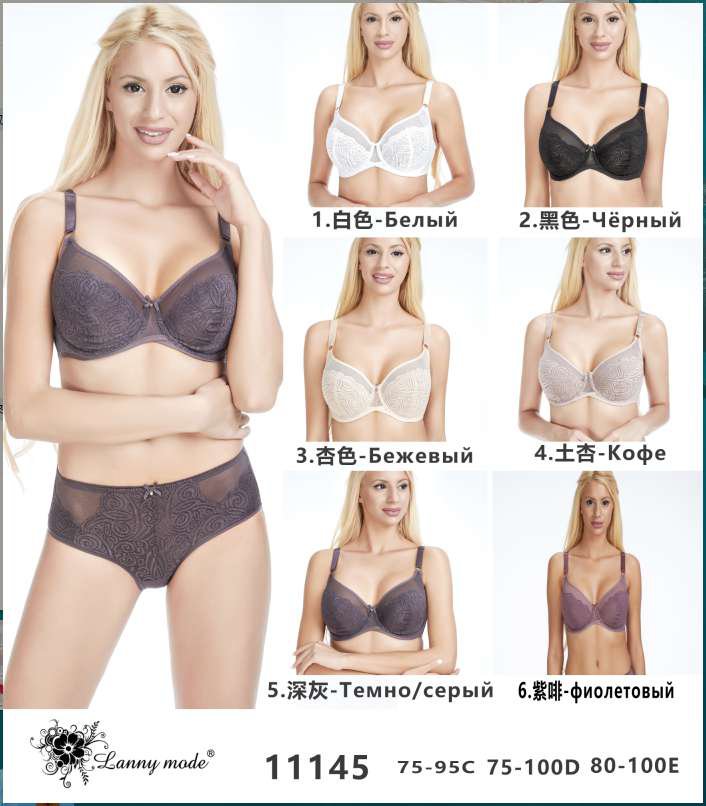 1.白色-Белый
2.黑色-Чёрный
3.杏色-Бежевый
4.土杏-Кофе
5.深灰-Темно/серый
6.紫啡-фиолетовый
Lanny mode®
11145 75-95C 75-100D 80-100E